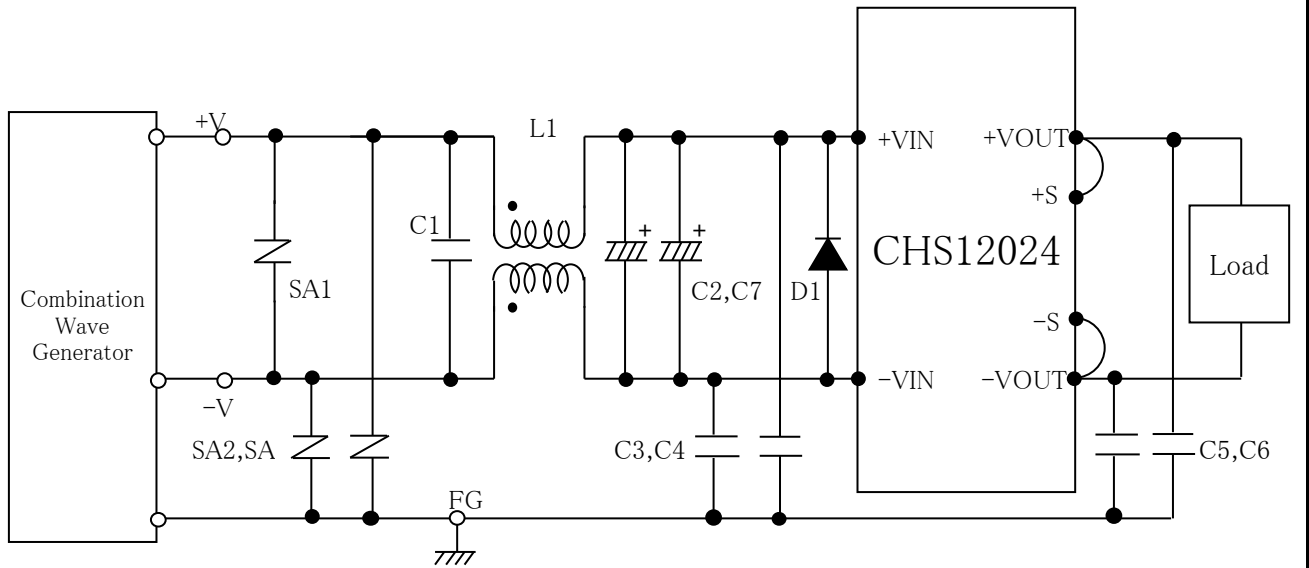 +V
L1
+VIN
+VOUT
+S
C1
+
+
CHS12024
Load
SA1
C2,C7
D1
Combination
Wave
Generator
−S
−V
−VIN
−VOUT
SA2,SA
C3,C4
C5,C6
FG